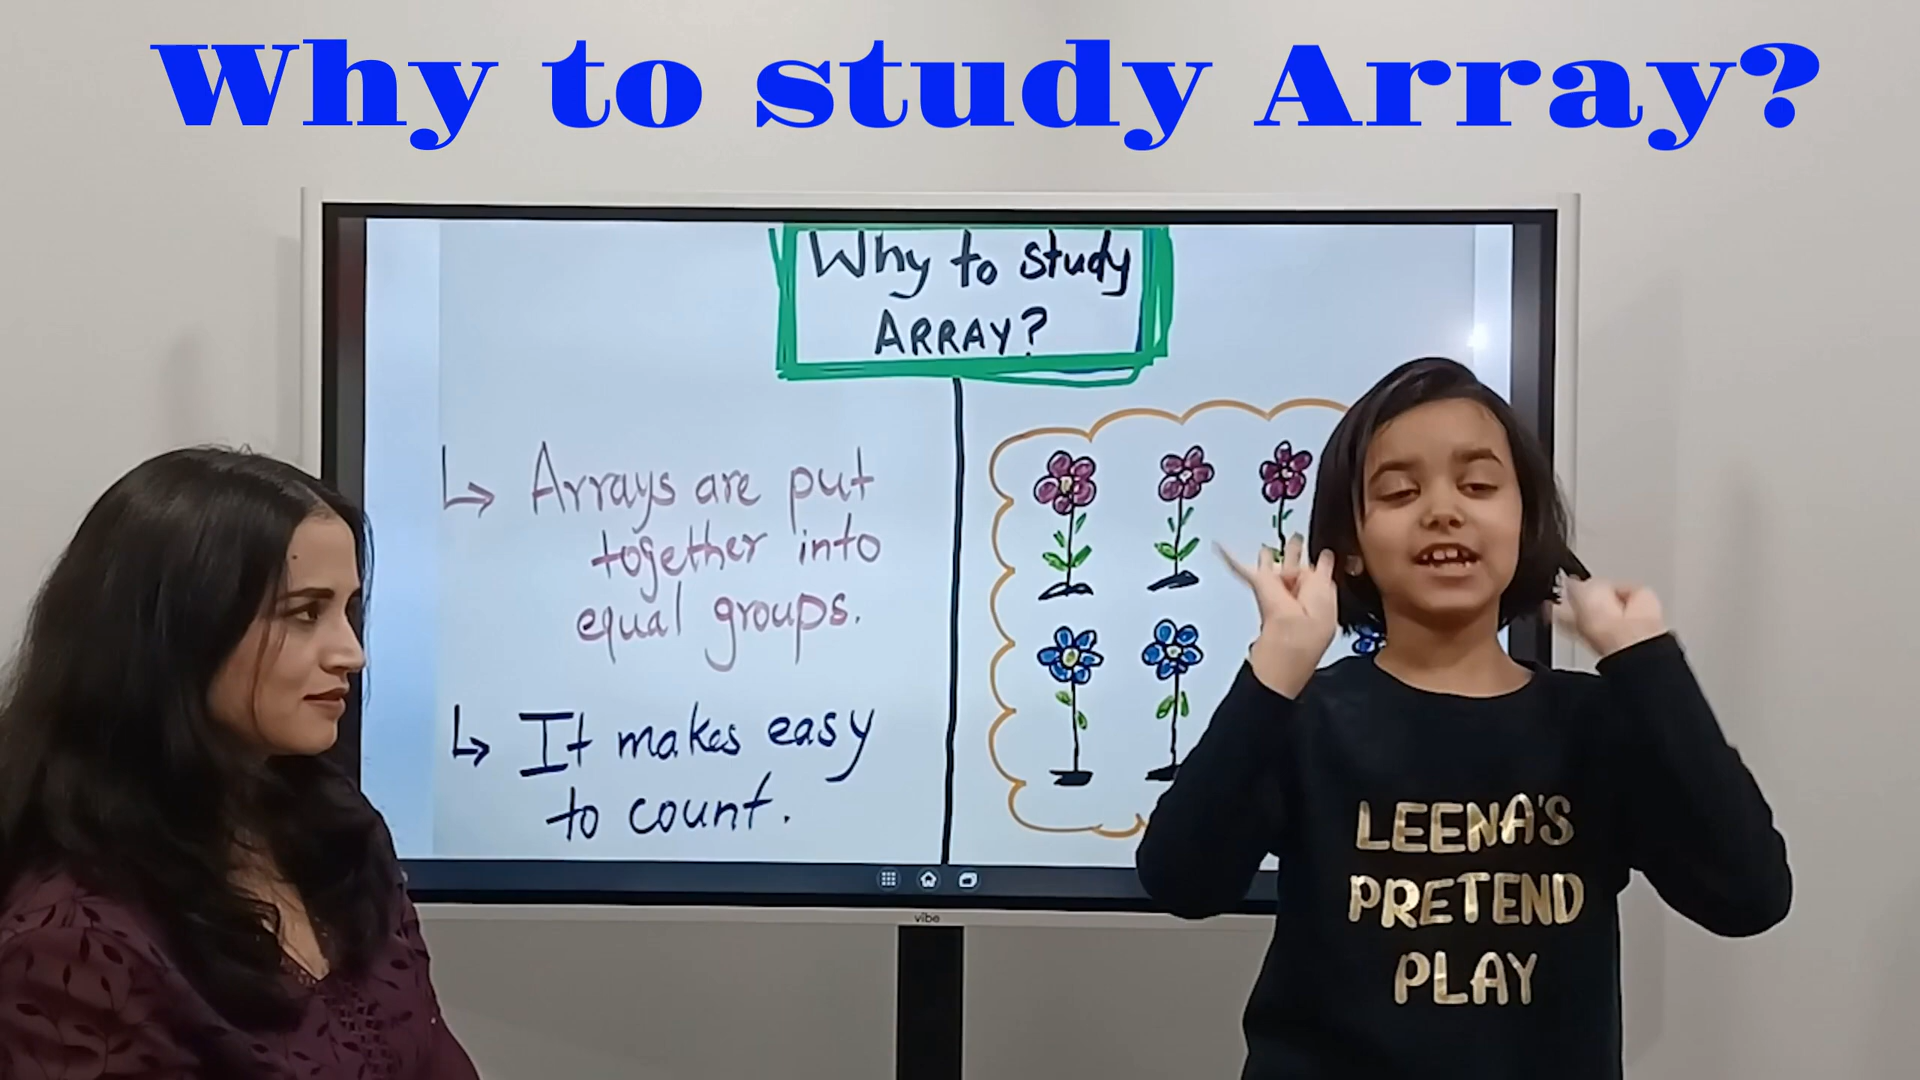 Why to study Array?
Why to study
ARRAY?
↳ Arrays are put
together into
equal groups.
↳ It makes easy
to count.
vibe
LEENA'S
PRETEND
PLAY